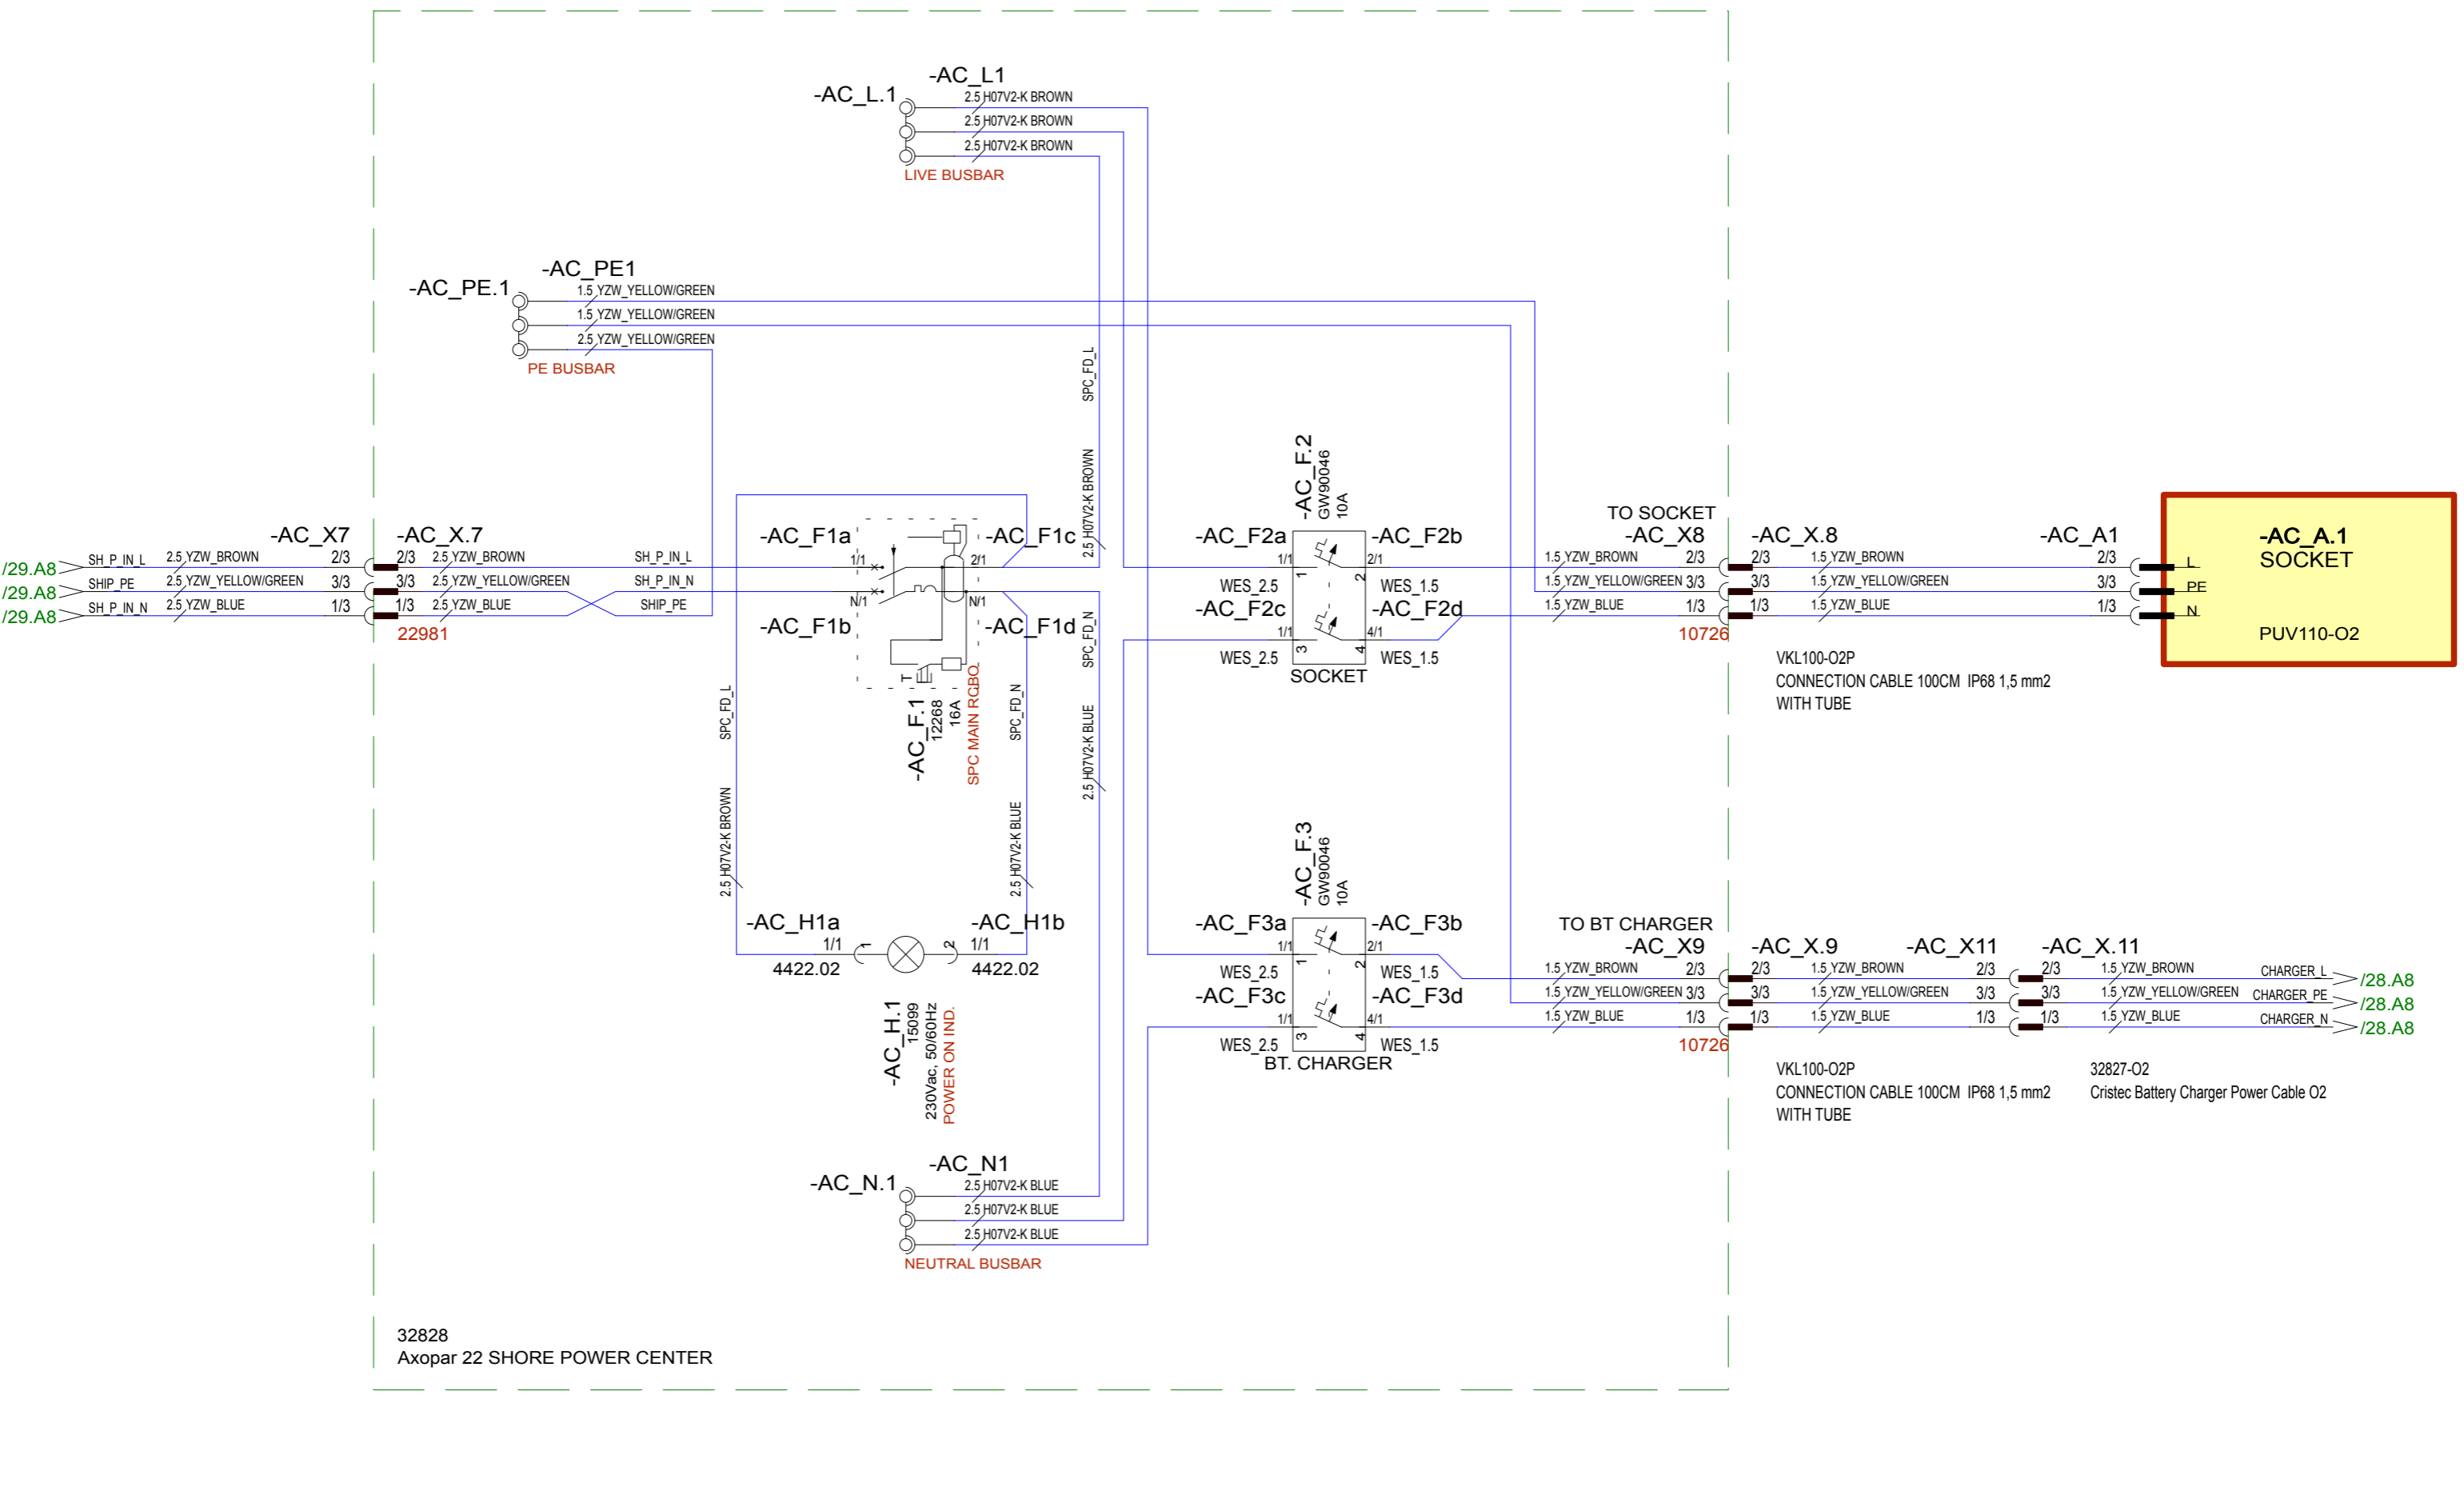 -AC_L1
-AC_L.1
2.5 H07V2-K BROWN
2.5 H07V2-K BROWN
2.5 H07V2-K BROWN
LIVE BUSBAR
-AC_PE1
-AC_PE.1
1.5 YZW_YELLOW/GREEN
1.5 YZW_YELLOW/GREEN
2.5 YZW_YELLOW/GREEN
PE BUSBAR
SPC_FD_L
2.5 H07V2-K BROWN
/29.A8
/29.A8
/29.A8
SH_P_IN_L
SHIP_PE
SH_P_IN_N
2.5 YZW_BROWN
2.5 YZW_YELLOW/GREEN
2.5 YZW_BLUE
-AC_X7
2/3
3/3
1/3
-AC_X.7
2/3
3/3
1/3
22981
2.5 YZW_BROWN
2.5 YZW_YELLOW/GREEN
2.5 YZW_BLUE
SH_P_IN_L
SH_P_IN_N
SHIP_PE
-AC_F1a
1/1
N/1
-AC_F1b
-AC_F1c
2/1
N/1
-AC_F1d
T
-AC_F.1
12268
16A
SPC MAIN RCBO
SPC_FD_L
2.5 H07V2-K BROWN
SPC_FD_N
2.5 H07V2-K BLUE
SPC_FD_N
2.5 H07V2-K BLUE
-AC_F.2
GW90046
10A
-AC_F2a
1/1
WES_2.5
-AC_F2c
1/1
WES_2.5
1
2
3
4
-AC_F2b
2/1
WES_1.5
-AC_F2d
4/1
WES_1.5
SOCKET
TO SOCKET
-AC_X8
1.5 YZW_BROWN
2/3
1.5 YZW_YELLOW/GREEN
3/3
1.5 YZW_BLUE
1/3
10726
-AC_X.8
2/3
3/3
1/3
1.5 YZW_BROWN
1.5 YZW_YELLOW/GREEN
1.5 YZW_BLUE
VKL100-O2P
CONNECTION CABLE 100CM IP68 1,5 mm2
WITH TUBE
-AC_A1
2/3
3/3
1/3
L
PE
N
-AC_A.1
SOCKET
PUV110-O2
-AC_H1a
1/1
4422.02
1
2
-AC_H1b
1/1
4422.02
-AC_H.1
15099
230Vac, 50/60Hz
POWER ON IND.
-AC_F.3
GW90046
10A
-AC_F3a
1/1
WES_2.5
-AC_F3c
1/1
WES_2.5
1
2
3
4
-AC_F3b
2/1
WES_1.5
-AC_F3d
4/1
WES_1.5
BT. CHARGER
TO BT CHARGER
-AC_X9
1.5 YZW_BROWN
2/3
1.5 YZW_YELLOW/GREEN
3/3
1.5 YZW_BLUE
1/3
10726
-AC_X.9
2/3
3/3
1/3
1.5 YZW_BROWN
1.5 YZW_YELLOW/GREEN
1.5 YZW_BLUE
VKL100-O2P
CONNECTION CABLE 100CM IP68 1,5 mm2
WITH TUBE
-AC_X11
2/3
3/3
1/3
-AC_X.11
2/3
3/3
1/3
1.5 YZW_BROWN
1.5 YZW_YELLOW/GREEN
1.5 YZW_BLUE
CHARGER_L
CHARGER_PE
CHARGER_N
/28.A8
/28.A8
/28.A8
32827-O2
Cristec Battery Charger Power Cable O2
-AC_N1
-AC_N.1
2.5 H07V2-K BLUE
2.5 H07V2-K BLUE
2.5 H07V2-K BLUE
NEUTRAL BUSBAR
32828
Axopar 22 SHORE POWER CENTER